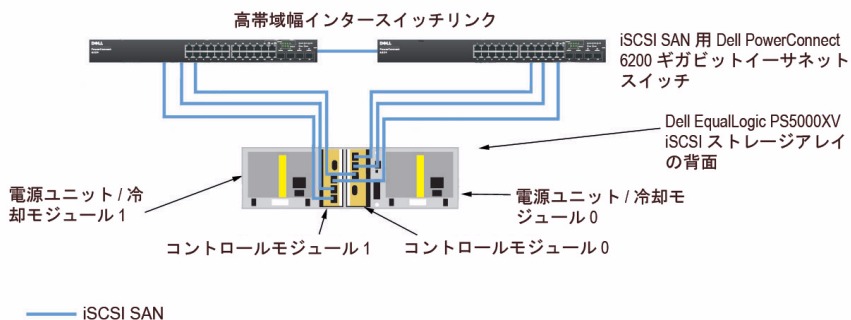 高帯域幅インタースイッチリンク
DELL
DELL
iSCSI SAN 用 Dell PowerConnect
6200 ギガビットイーサネット
スイッチ
Dell EqualLogic PS5000XV
iSCSI ストレージアレイ
の背面
電源ユニット / 冷
却モジュール 1
電源ユニット / 冷却モ
ジュール 0
コントロールモジュール 1
コントロールモジュール 0
iSCSI SAN